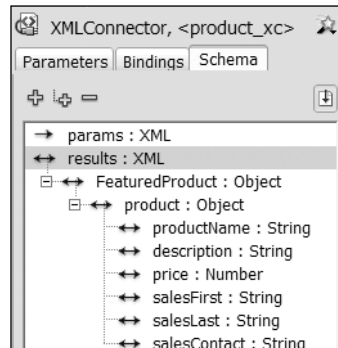 XMLConnector, <product_xc>
Parameters Bindings Schema
params : XML
results : XML
FeaturedProduct : Object
product : Object
productName : String
description : String
price : Number
salesFirst : String
salesLast : String
salesContact : String